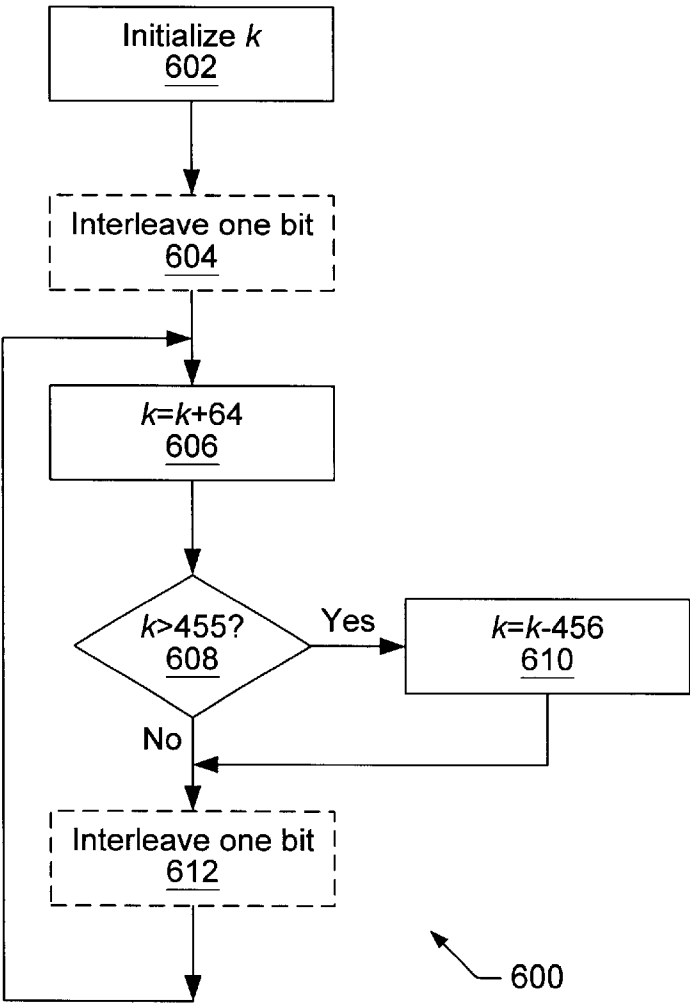 Initialize k
602
Interleave one bit
604
k=k+64
606
k>455?
608
Yes
k=k-456
610
No
Interleave one bit
612
600